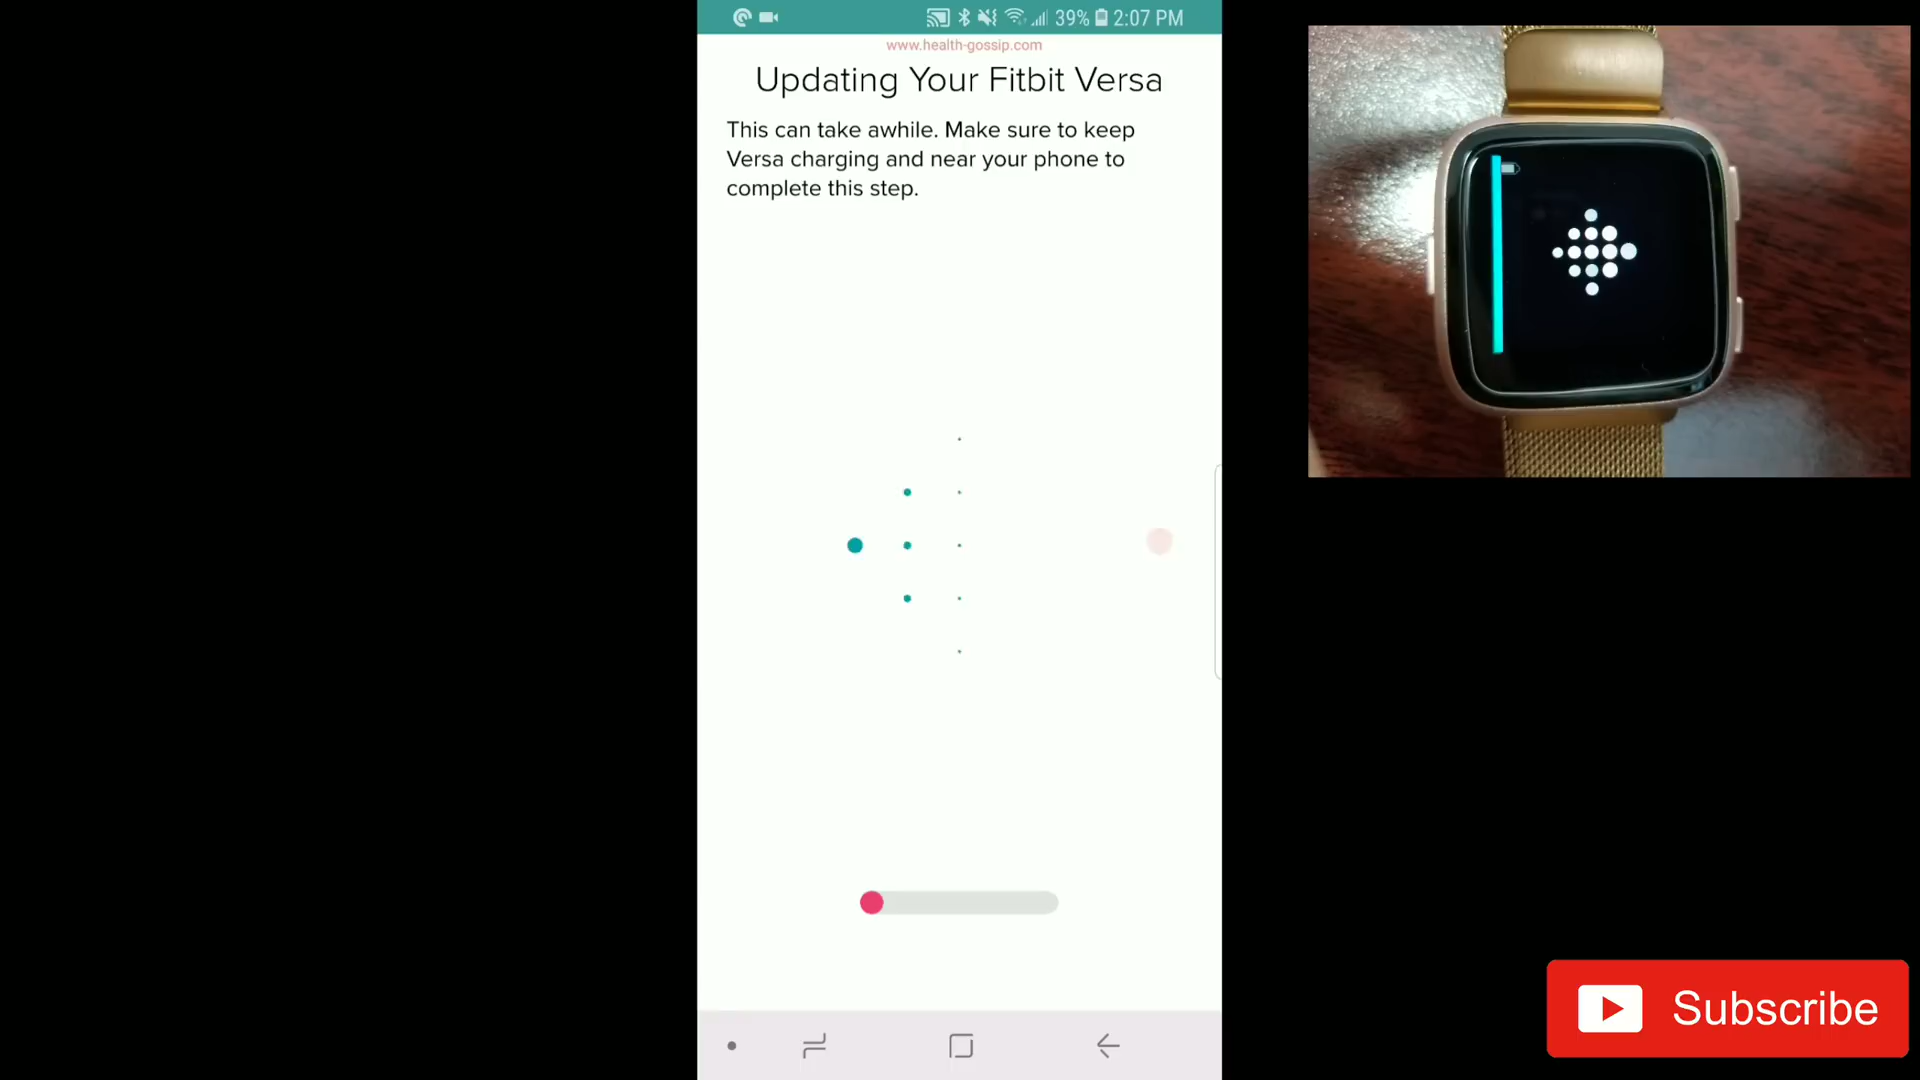 39% 2:07 PM
www.health-gossip.com
Updating Your Fitbit Versa
This can take awhile. Make sure to keep
Versa charging and near your phone to
complete this step.
Subscribe